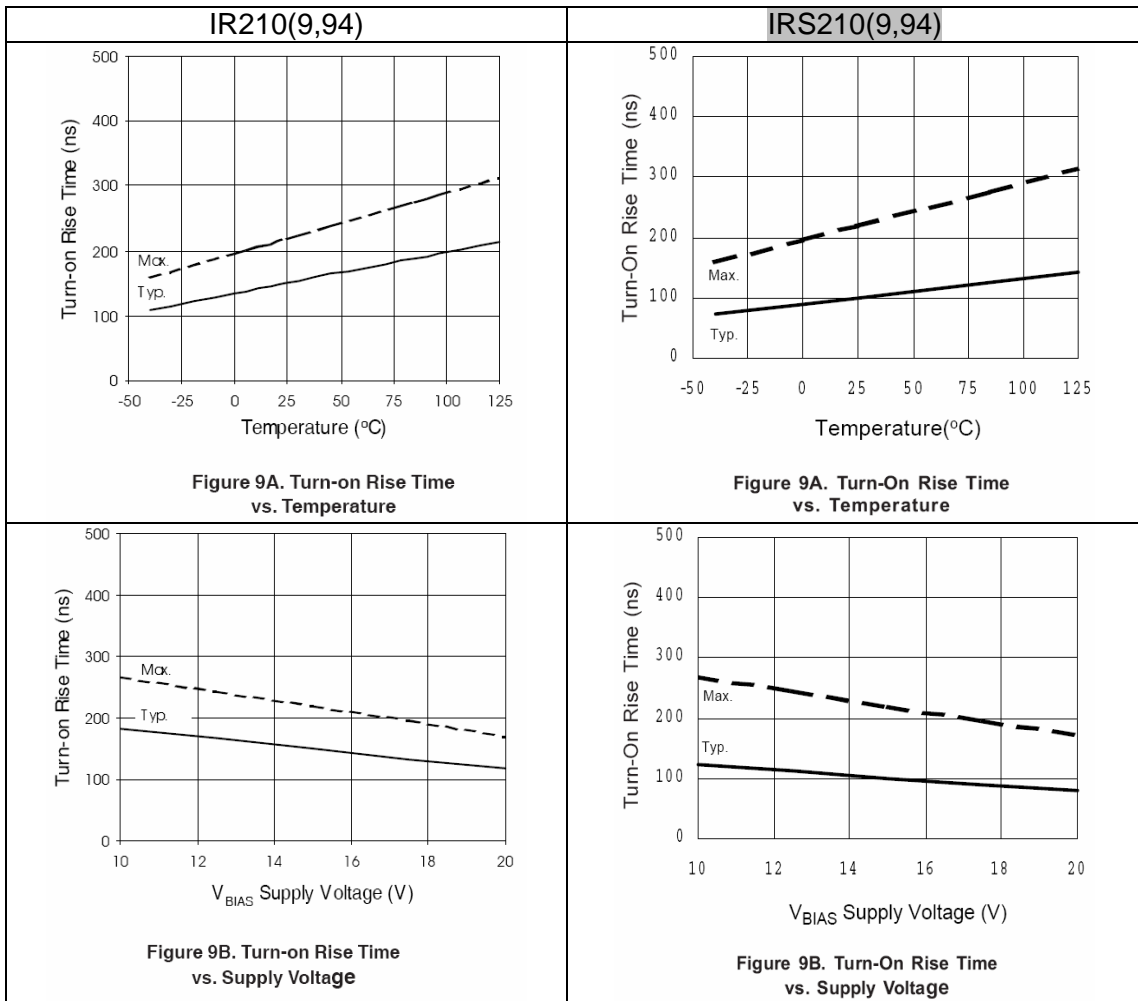 IR210(9,94)
IRS210(9,94)
Turn-on Rise Time (ns)
500
400
300
200
100
0
Max.
Typ.
-50 -25 0 25 50 75 100 125
Temperature (ºC)
Figure 9A. Turn-on Rise Time
vs. Temperature
Turn-On Rise Time (ns)
500
400
300
200
100
0
Max.
Typ.
-50 -25 0 25 50 75 100 125
Temperature(ºC)
Figure 9A. Turn-On Rise Time
vs. Temperature
Turn-on Rise Time (ns)
500
400
300
200
100
0
Max.
Typ.
10 12 14 16 18 20
VBIAS Supply Voltage (V)
Figure 9B. Turn-on Rise Time
vs. Supply Voltage
Turn-On Rise Time (ns)
500
400
300
200
100
0
Max.
Typ.
10 12 14 16 18 20
VBIAS Supply Voltage (V)
Figure 9B. Turn-On Rise Time
vs. Supply Voltage